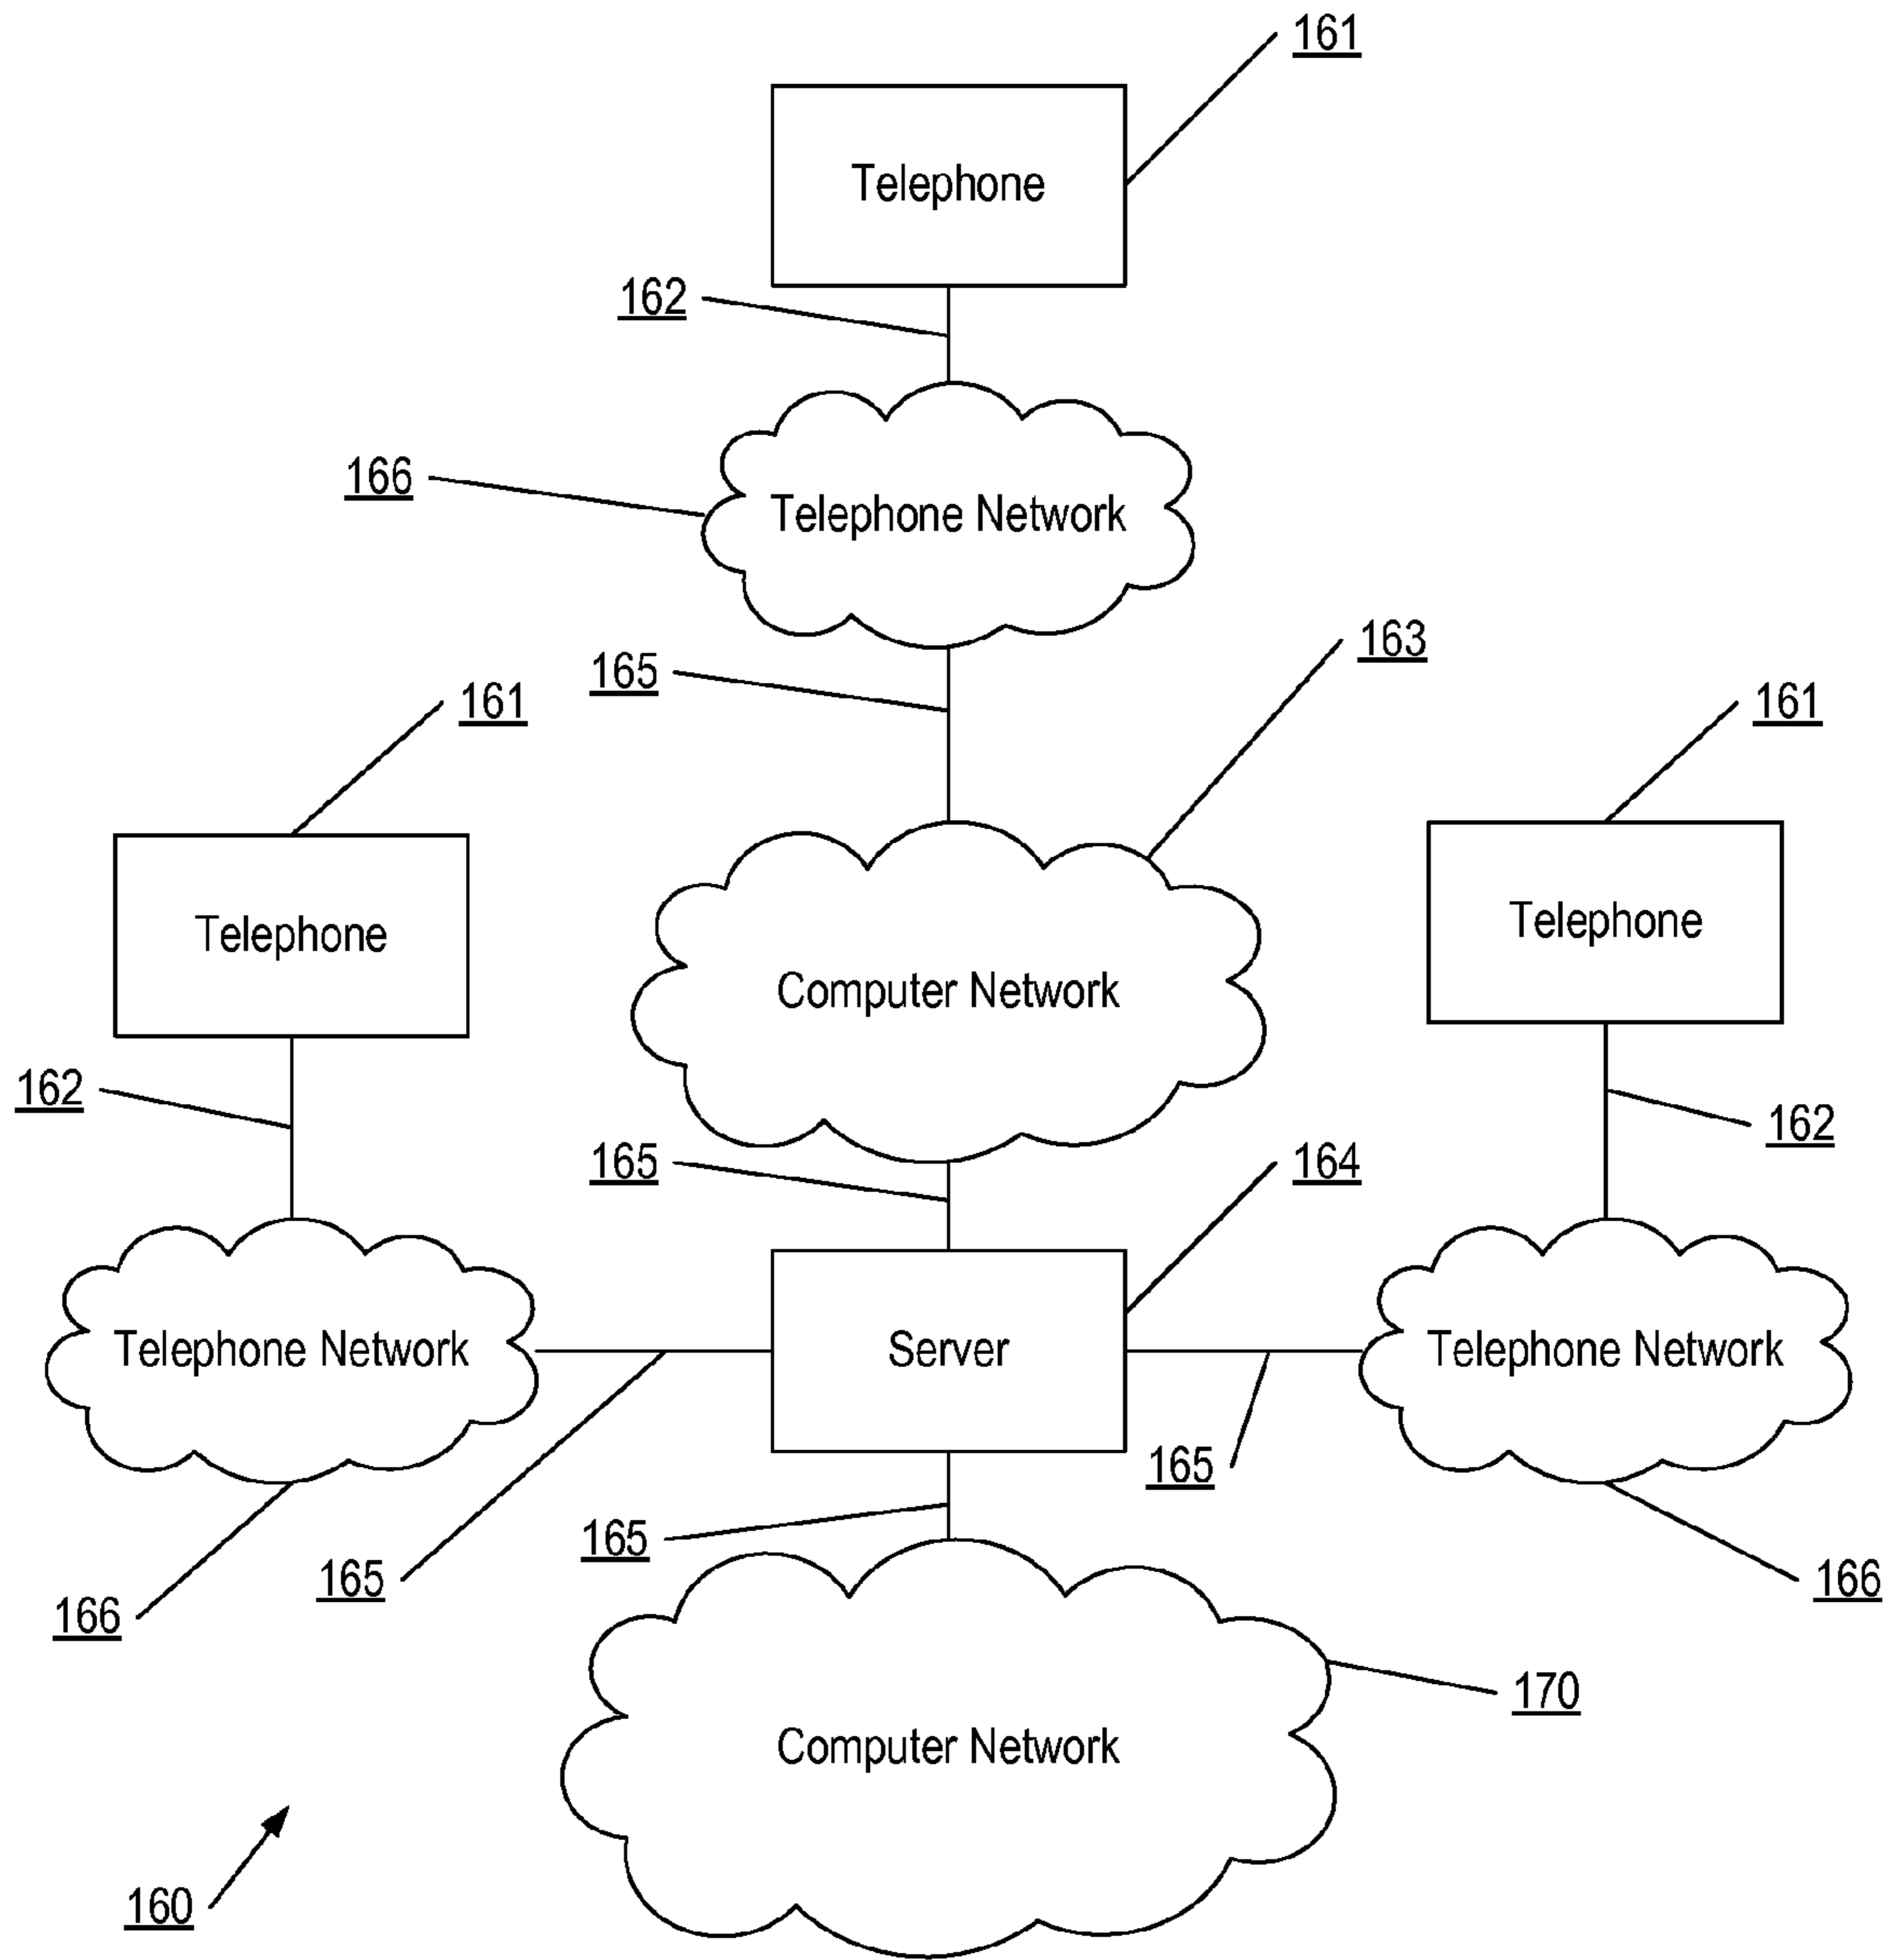 161
Telephone
162
166
Telephone Network
163
165
161
161
Telephone
Telephone
Computer Network
162
162
165
164
Telephone Network
Server
Telephone Network
165
165
165
166
166
170
Computer Network
160